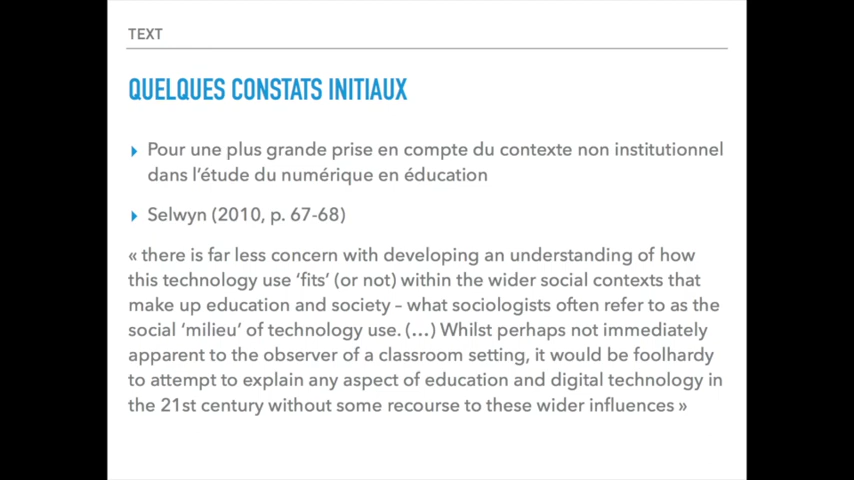 TEXT
QUELQUES CONSTATS INITIAUX
▸ Pour une plus grande prise en compte du contexte non institutionnel
dans l’étude du numérique en éducation
▸ Selwyn (2010, p. 67-68)
« there is far less concern with developing an understanding of how
this technology use ‘fits’ (or not) within the wider social contexts that
make up education and society – what sociologists often refer to as the
social ‘milieu’ of technology use. (…) Whilst perhaps not immediately
apparent to the observer of a classroom setting, it would be foolhardy
to attempt to explain any aspect of education and digital technology in
the 21st century without some recourse to these wider influences »